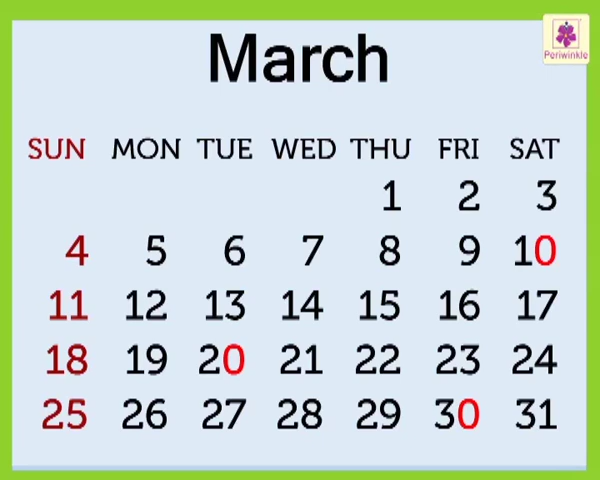 March
Periwinkle
SUN MON TUE WED THU FRI SAT
1 2 3
4 5 6 7 8 9 10
11 12 13 14 15 16 17
18 19 20 21 22 23 24
25 26 27 28 29 30 31